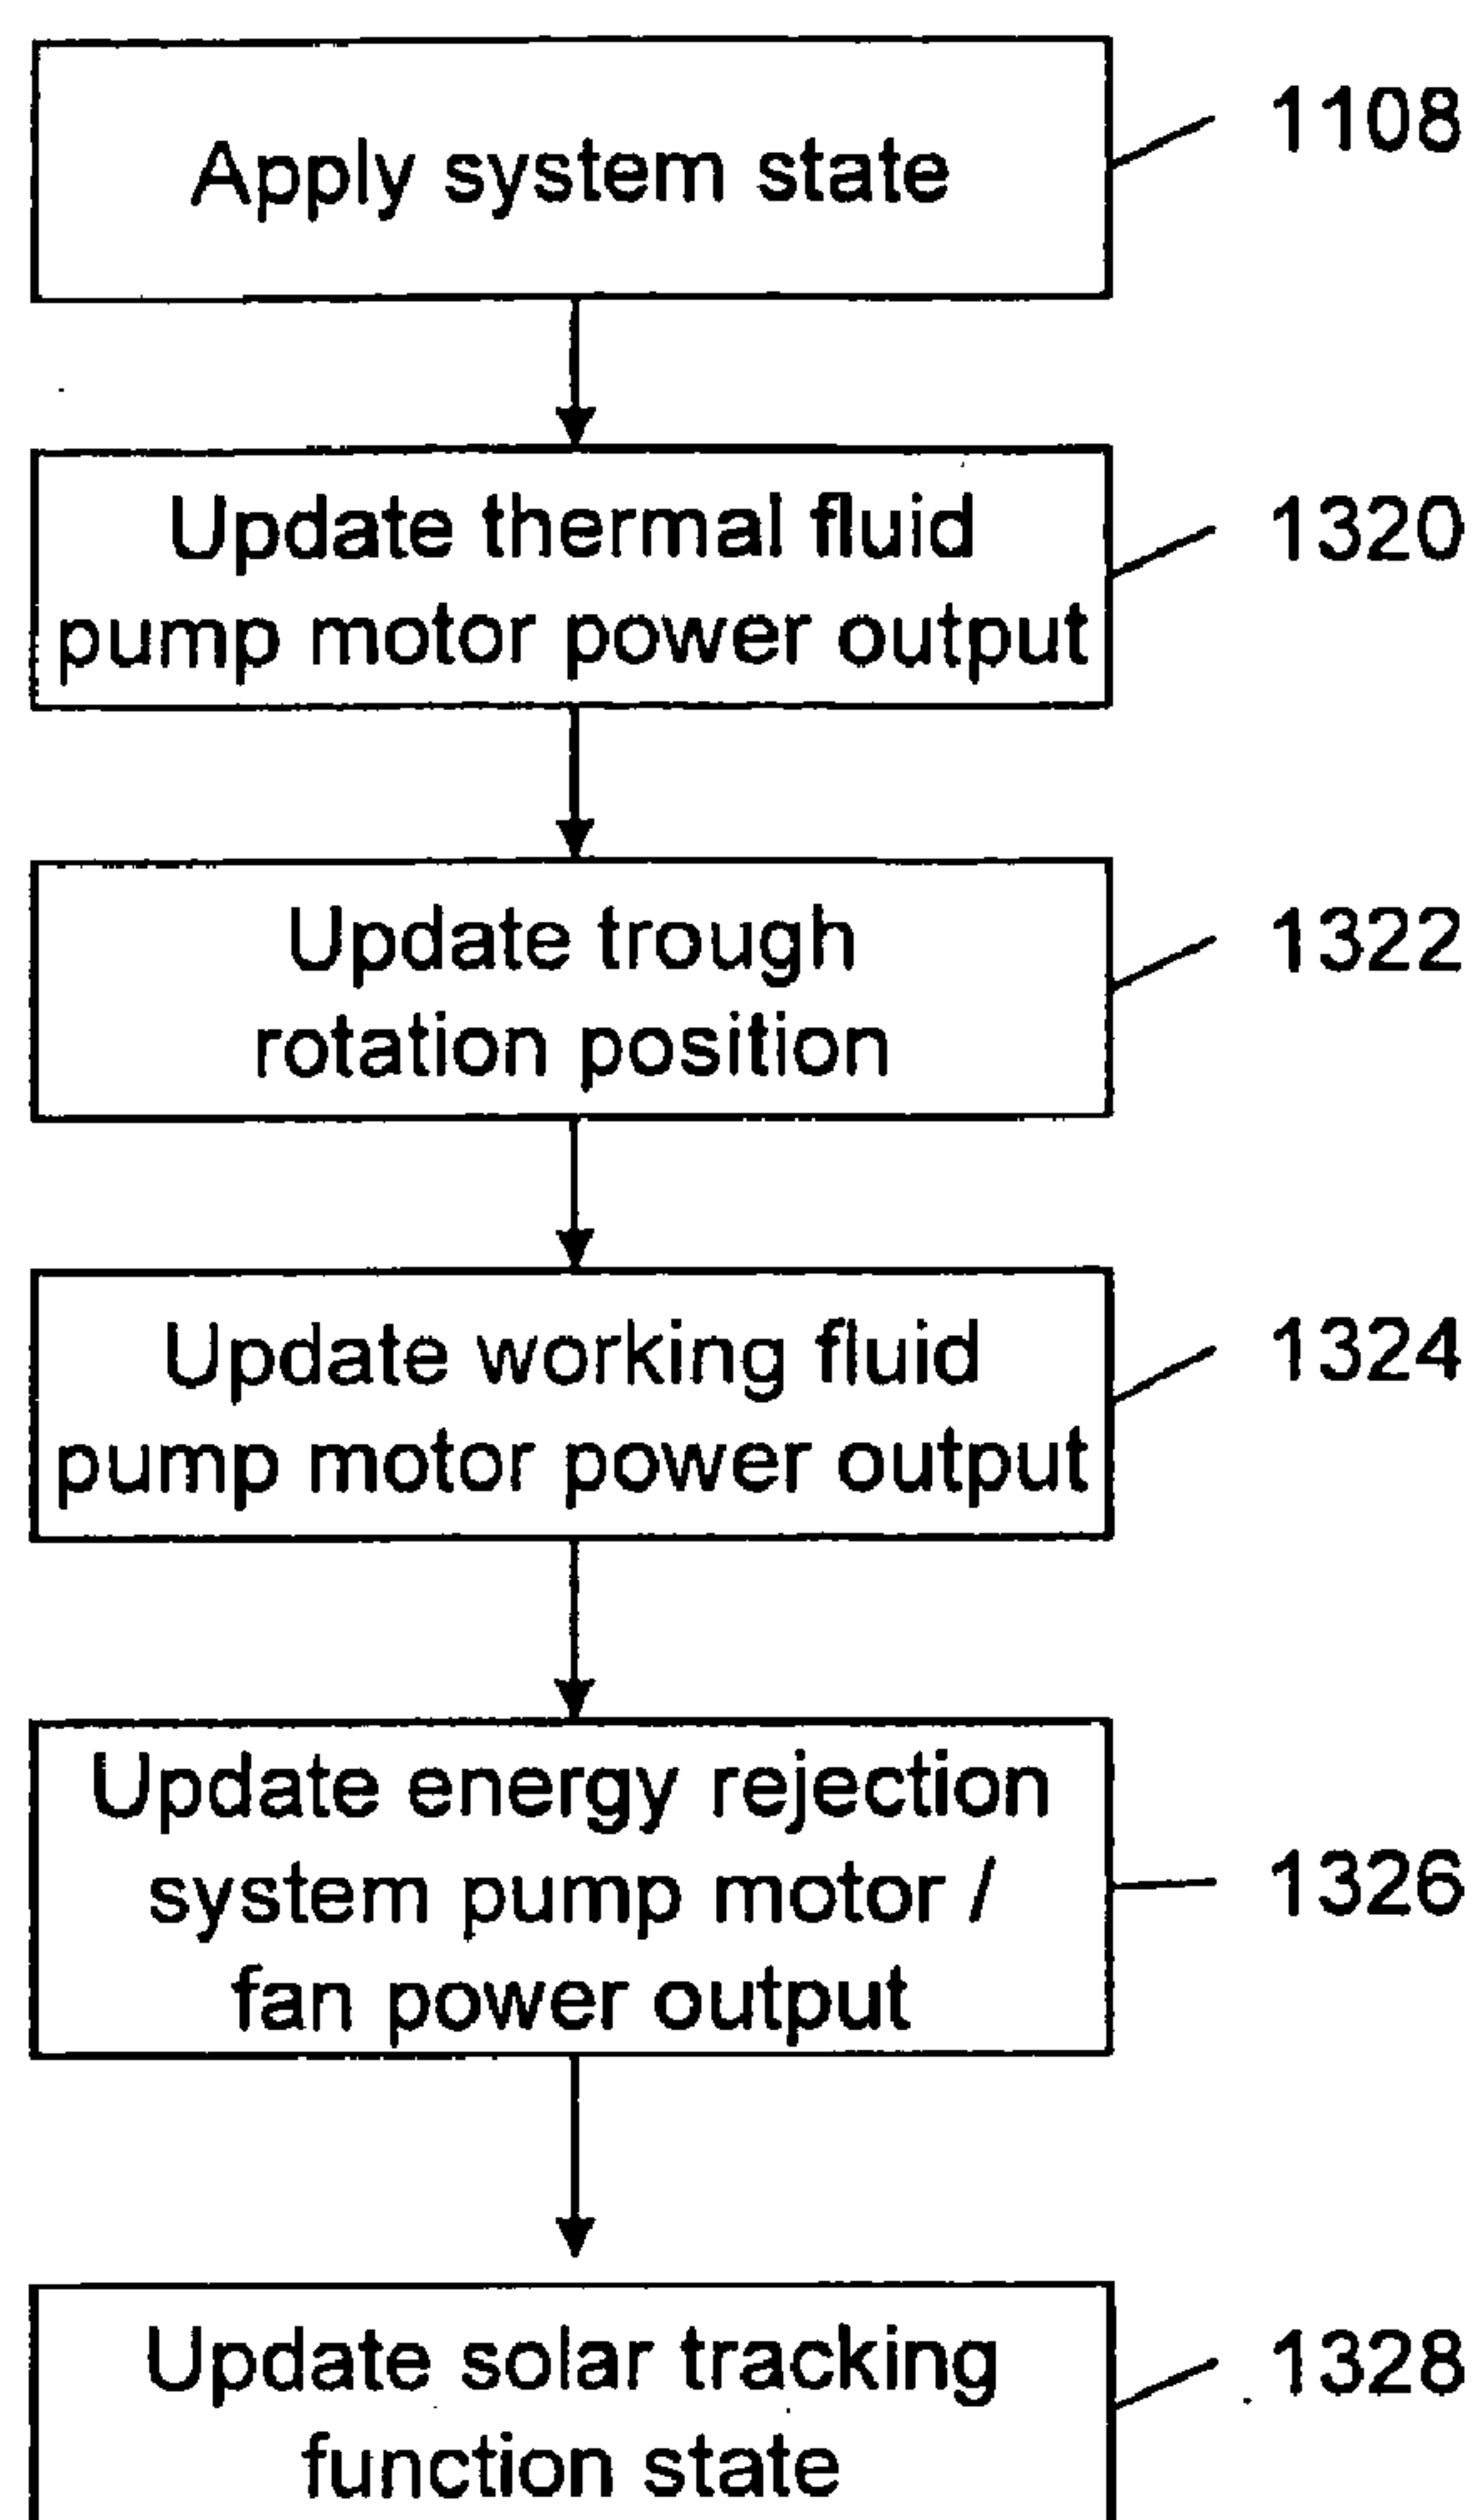 Apply system state
1108
Update thermal fluid
pump motor power output
1320
Update trough
rotation position
1322
Update working fluid
pump motor power output
1324
Update energy rejection
system pump motor /
fan power output
1326
Update solar tracking
function state
1328